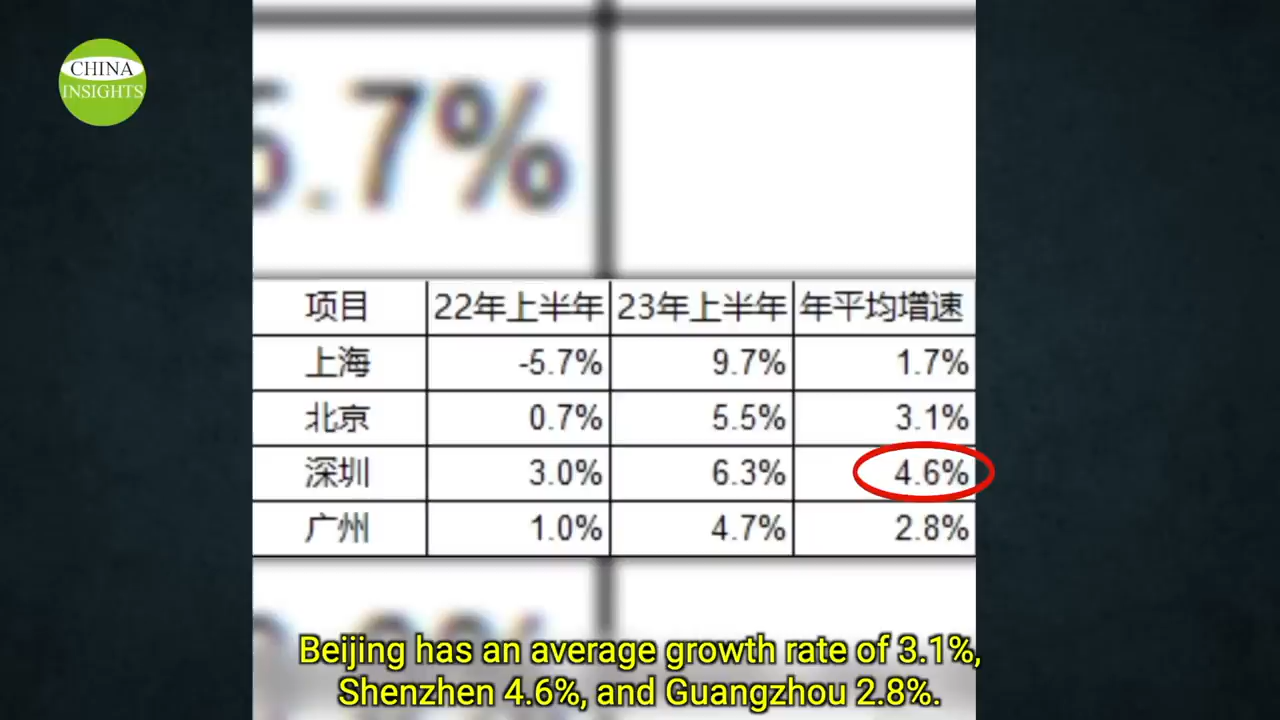 CHINA
INSIGHTS
5.7%
项目 22年上半年 23年上半年 年平均增速
上海 -5.7% 9.7% 1.7%
北京 0.7% 5.5% 3.1%
深圳 3.0% 6.3% 4.6%
广州 1.0% 4.7% 2.8%
Beijing has an average growth rate of 3.1%,
Shenzhen 4.6%, and Guangzhou 2.8%.